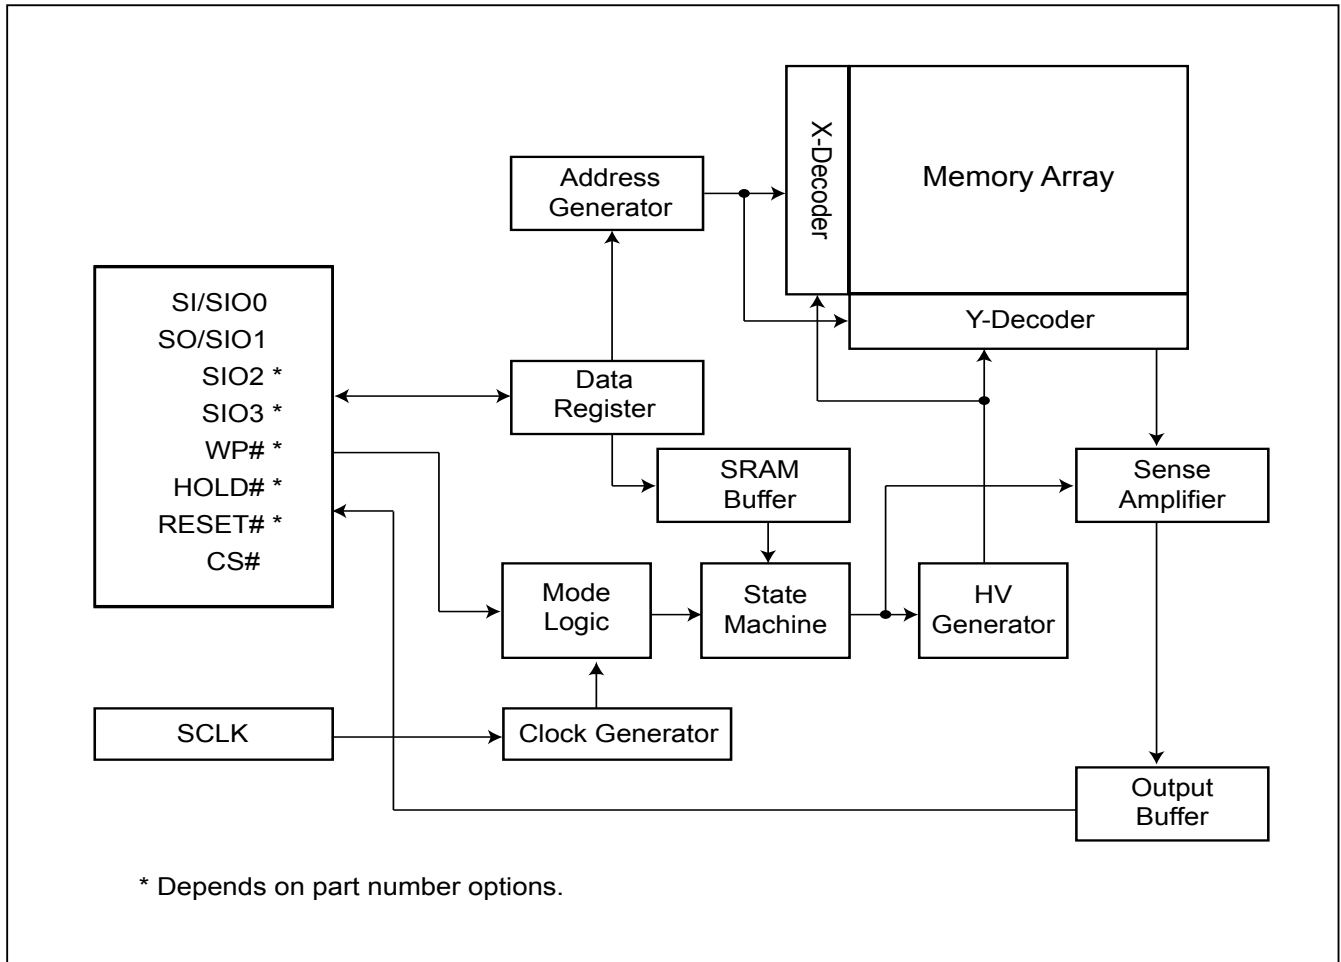 X-Decoder
Memory Array
Address
Generator
Y-Decoder
SI/SIO0
SO/SIO1
SIO2 *
SIO3 *
WP# *
HOLD# *
RESET# *
CS#
Data
Register
SRAM
Buffer
Sense
Amplifier
Mode
Logic
State
Machine
HV
Generator
SCLK
Clock Generator
Output
Buffer
* Depends on part number options.